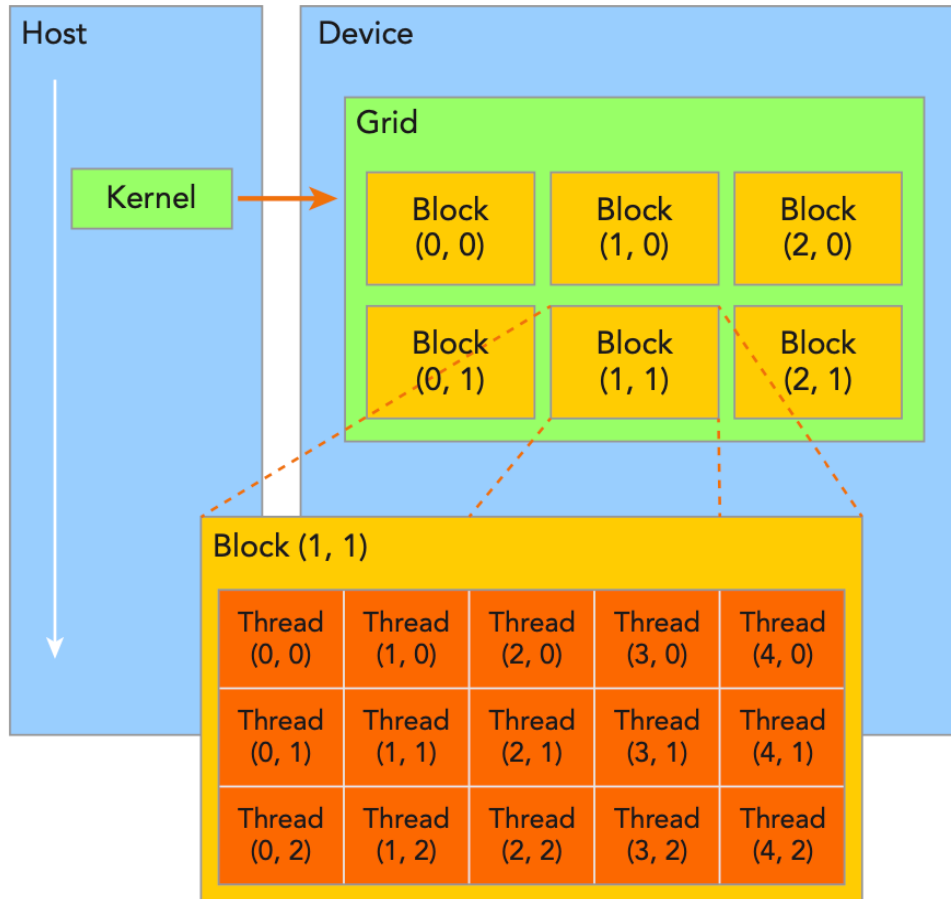 Host
Device
Grid
Kernel
Block
(0, 0)
Block
(1, 0)
Block
(2, 0)
Block
(0, 1)
Block
(1, 1)
Block
(2, 1)
Block (1, 1)
Thread
(0, 0)
Thread
(1, 0)
Thread
(2, 0)
Thread
(3, 0)
Thread
(4, 0)
Thread
(0, 1)
Thread
(1, 1)
Thread
(2, 1)
Thread
(3, 1)
Thread
(4, 1)
Thread
(0, 2)
Thread
(1, 2)
Thread
(2, 2)
Thread
(3, 2)
Thread
(4, 2)